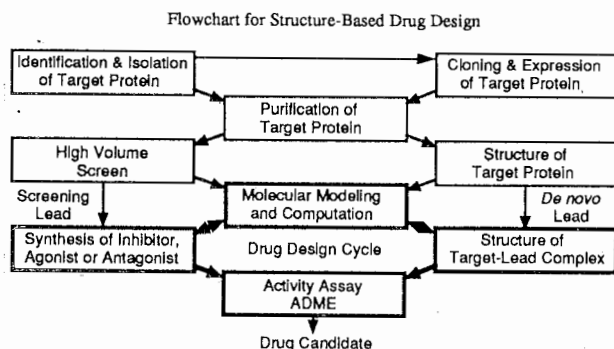 Flowchart for Structure-Based Drug Design
Identification & Isolation
of Target Protein
Cloning & Expression
of Target Protein
Purification of
Target Protein
High Volume
Screen
Structure of
Target Protein
Screening
Lead
Molecular Modeling
and Computation
De novo
Lead
Synthesis of Inhibitor,
Agonist or Antagonist
Drug Design Cycle
Structure of
Target-Lead Complex
Activity Assay
ADME
Drug Candidate